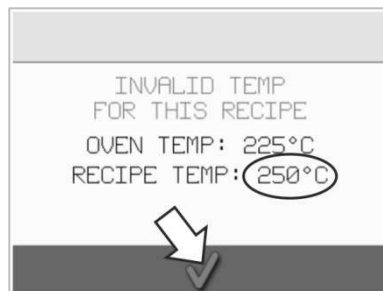 INVALID TEMP
FOR THIS RECIPE
OVEN TEMP: 225°C
RECIPE TEMP: 250°C